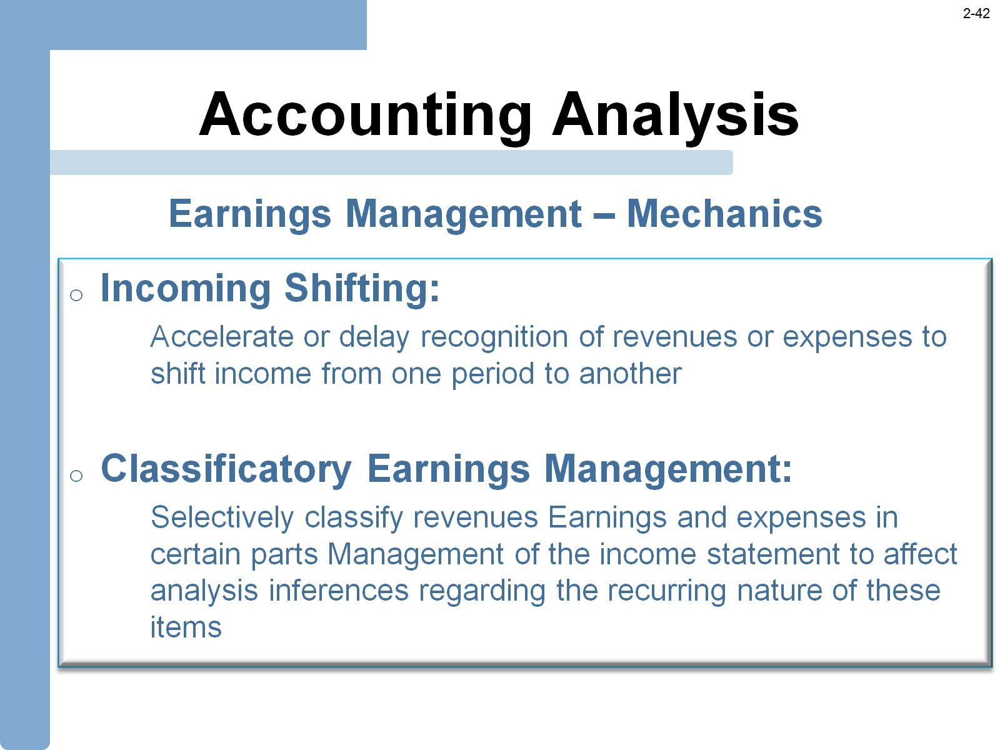 2-42
Accounting Analysis
Earnings Management – Mechanics
Incoming Shifting:
Accelerate or delay recognition of revenues or expenses to
shift income from one period to another
Classificatory Earnings Management:
Selectively classify revenues Earnings and expenses in
certain parts Management of the income statement to affect
analysis inferences regarding the recurring nature of these
items